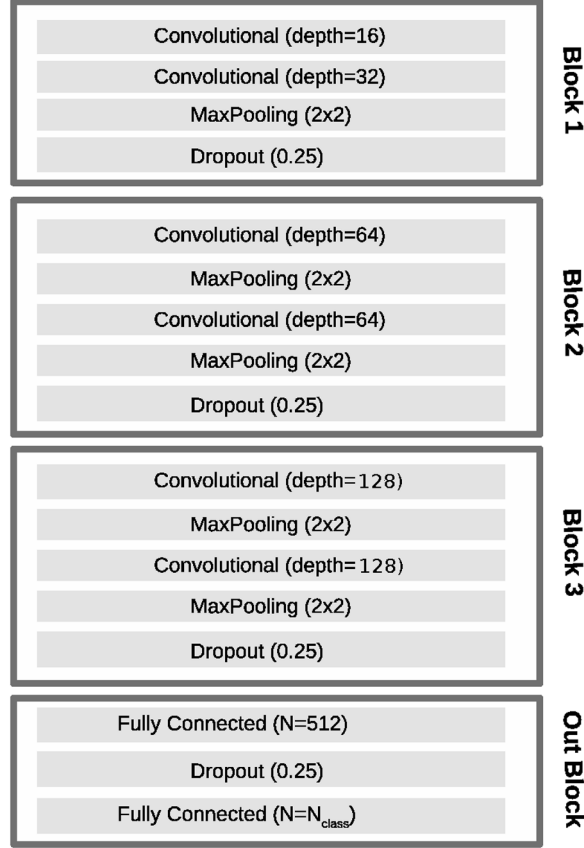 Convolutional (depth=16)
Convolutional (depth=32)
MaxPooling (2x2)
Dropout (0.25)
Block 1
Convolutional (depth=64)
MaxPooling (2x2)
Convolutional (depth=64)
MaxPooling (2x2)
Dropout (0.25)
Block 2
Convolutional (depth=128)
MaxPooling (2x2)
Convolutional (depth=128)
MaxPooling (2x2)
Dropout (0.25)
Block 3
Fully Connected (N=512)
Dropout (0.25)
Fully Connected (N=Nclass)
Out Block